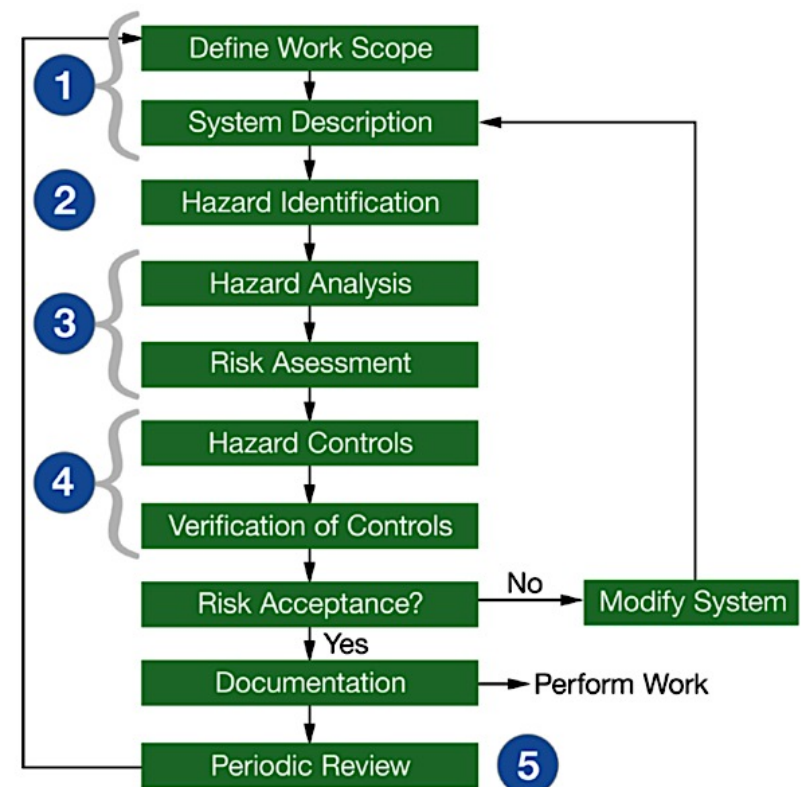 1
Define Work Scope
System Description
2
Hazard Identification
3
Hazard Analysis
Risk Asessment
4
Hazard Controls
Verification of Controls
Risk Acceptance?
No
Modify System
Yes
Documentation
Perform Work
Periodic Review
5